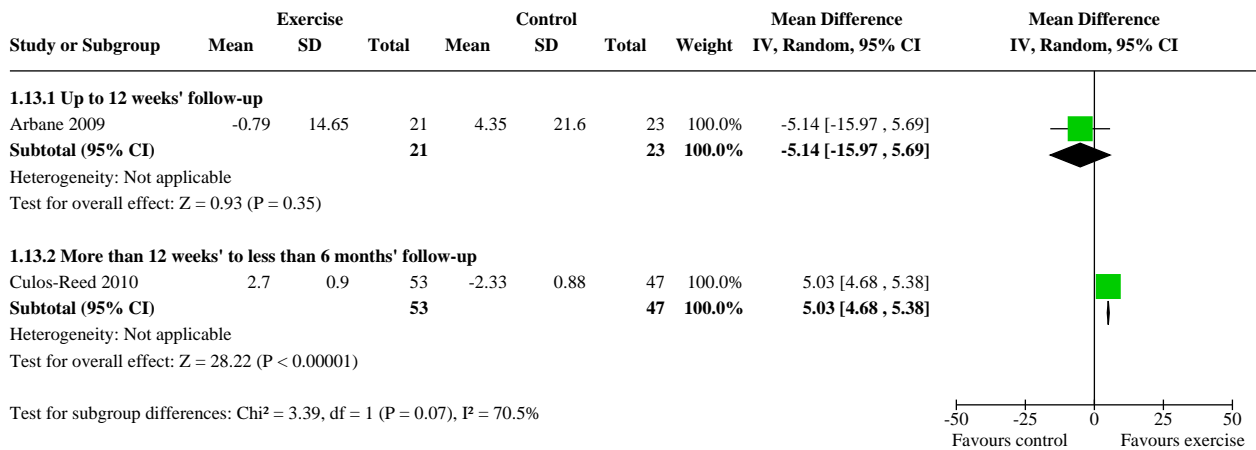 Exercise Control Mean Difference Mean Difference
Study or Subgroup Mean SD Total Mean SD Total Weight IV, Random, 95% CI IV, Random, 95% CI
1.13.1 Up to 12 weeks' follow-up
Arbane 2009 -0.79 14.65 21 4.35 21.6 23 100.0% -5.14 [-15.97 , 5.69]
Subtotal (95% CI) 21 23 100.0% -5.14 [-15.97 , 5.69]
Heterogeneity: Not applicable
Test for overall effect: Z = 0.93 (P = 0.35)
1.13.2 More than 12 weeks' to less than 6 months' follow-up
Culos-Reed 2010 2.7 0.9 53 -2.33 0.88 47 100.0% 5.03 [4.68 , 5.38]
Subtotal (95% CI) 53 47 100.0% 5.03 [4.68 , 5.38]
Heterogeneity: Not applicable
Test for overall effect: Z = 28.22 (P < 0.00001)
Test for subgroup differences: Chi² = 3.39, df = 1 (P = 0.07), I² = 70.5%
-50 -25 0 25 50
Favours control Favours exercise